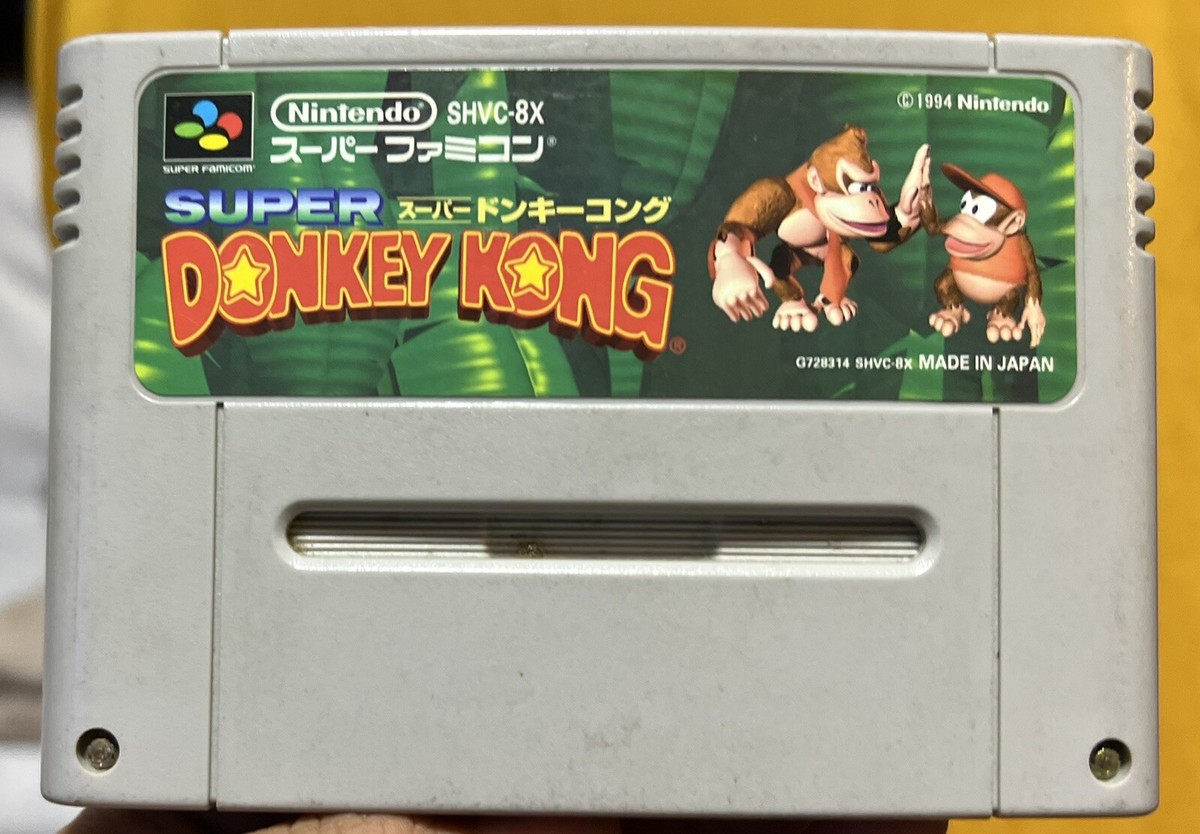 Nintendo® SHVC-8X
スーパーファミコン®
SUPER FAMICOM™
©1994 Nintendo
SUPER スーパードンキーコング
DONKEY KONG®
G728314 SHVC-8X MADE IN JAPAN